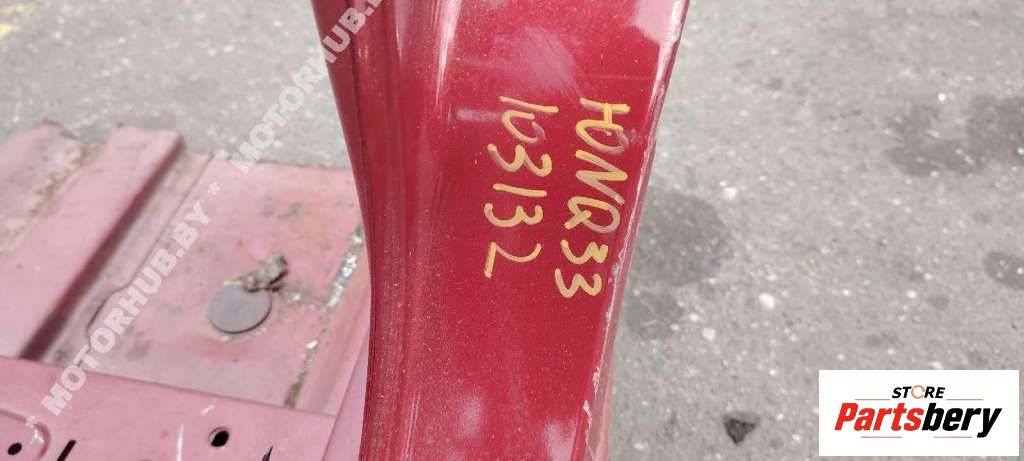 HONQ33
103132
* MOTORHUB.BY * MOTORHUB.BY
STORE
Partsbery